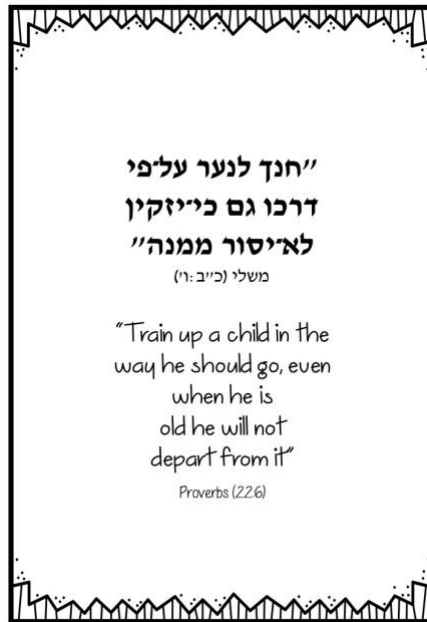 ״חנך לנער על־פי
דרכו גם כי־יזקין
לא־יסור ממנה״
משלי (כ״ב :ו׳)
"Train up a child in the
way he should go, even
when he is
old he will not
depart from it"
Proverbs (22:6)